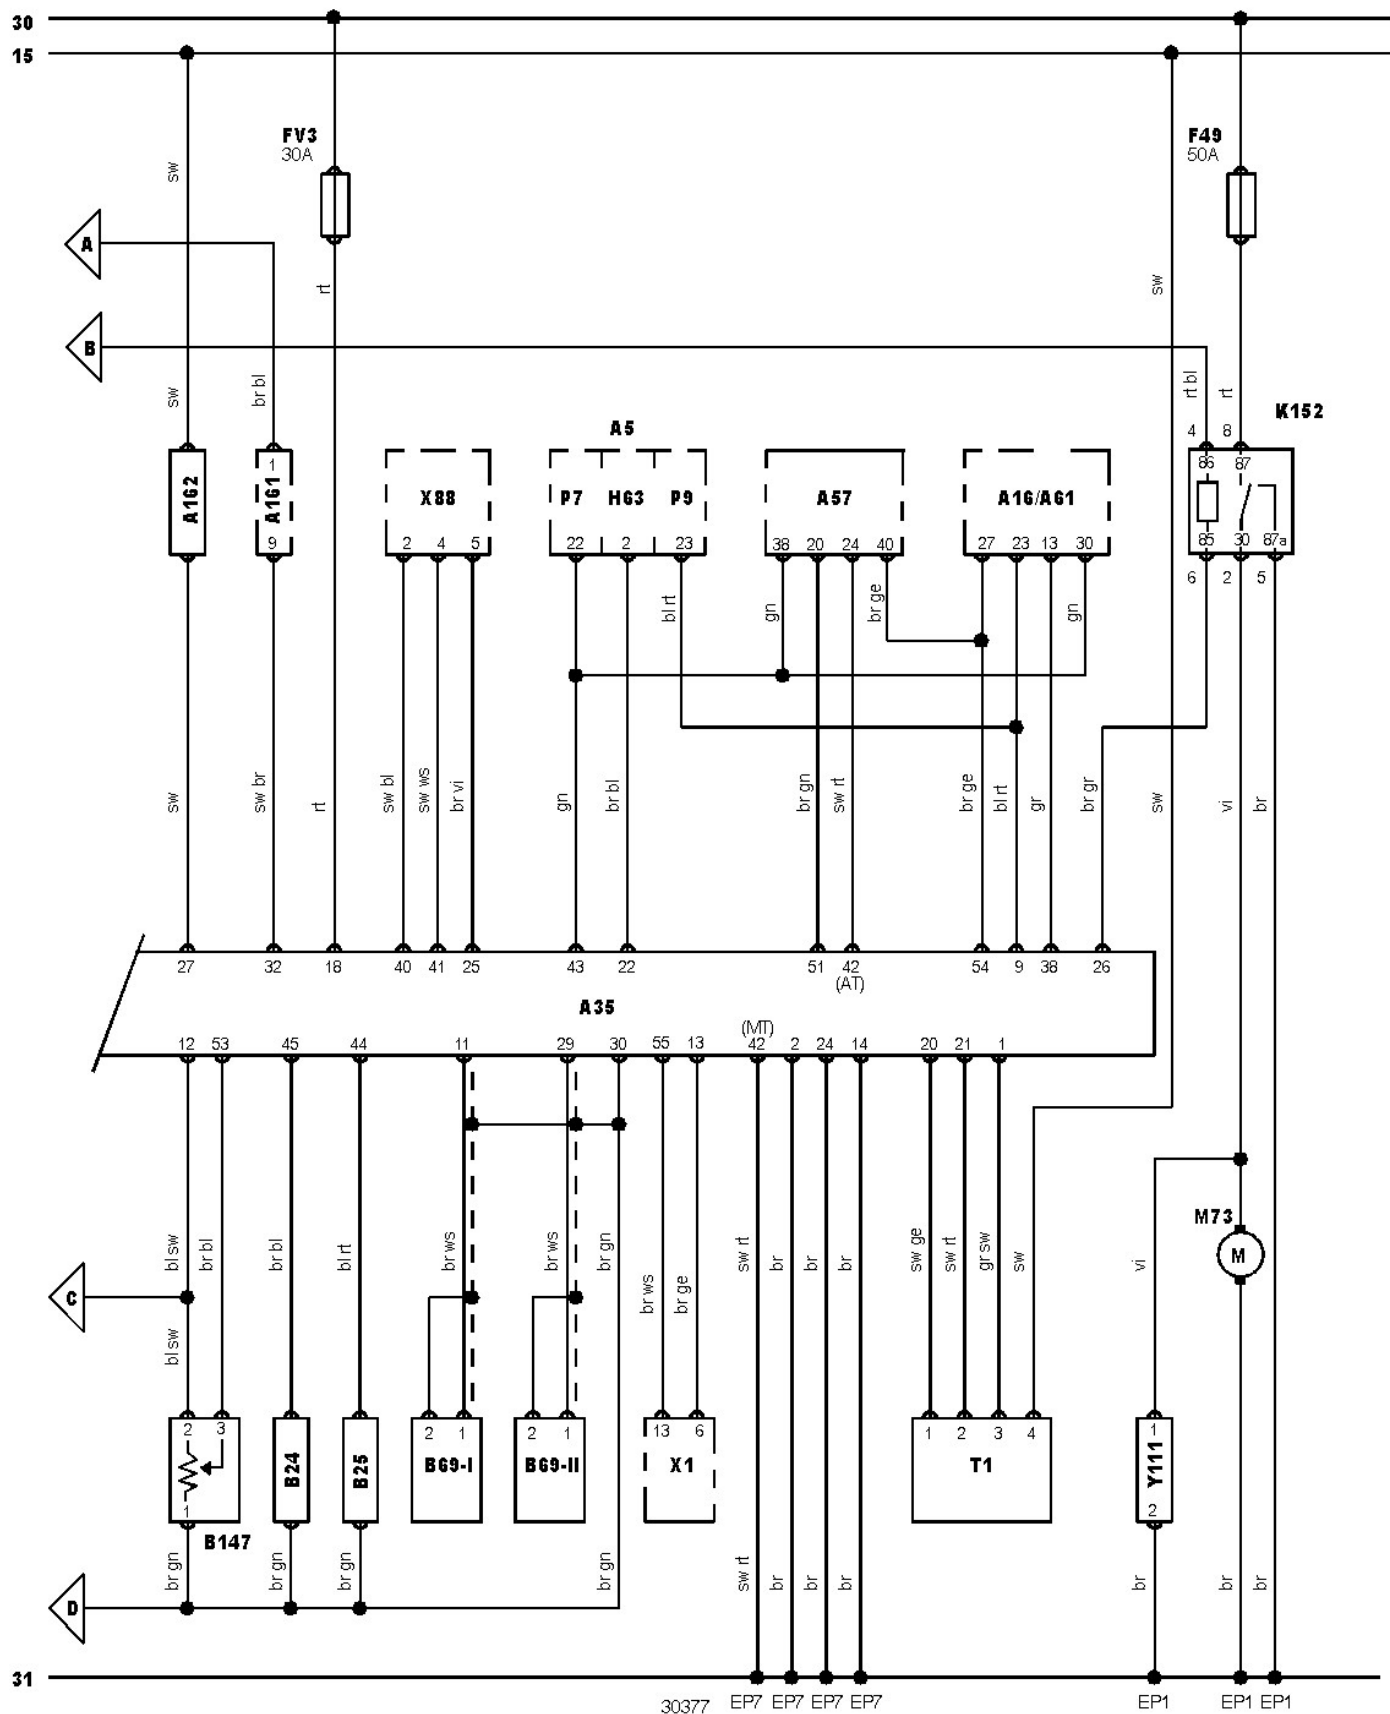 30
15
FV3
30A
F49
50A
sw
A
rt
sw
B
sw
br bl
rt bl
rt
K152
4
8
A5
1
86
87
A162
A161
X88
P7
H63
P9
A57
A16/A61
9
2
4
5
22
2
23
38
20
24
40
27
23
13
30
85
30
87a
6
2
5
bl rt
gn
br ge
gn
sw
sw br
rt
sw bl
sw ws
br vi
gn
br bl
br gn
sw rt
br ge
bl rt
gr
br gr
sw
vi
br
27
32
18
40
41
25
43
22
51
42
54
9
38
26
(AT)
A35
(MT)
12
53
45
44
11
29
30
55
13
42
2
24
14
20
21
1
M73
M
bl sw
br bl
br bl
bl rt
br ws
br ws
br gn
br ws
br ge
sw rt
br
br
br
sw ge
sw rt
gr sw
sw
vi
C
bl sw
2
3
2
1
2
1
13
6
1
2
3
4
1
B24
B25
B69-I
B69-II
X1
T1
Y111
1
2
B147
br gn
br gn
br gn
br gn
sw rt
br
br
br
br
br
br
D
31
30377
EP7
EP7
EP7
EP7
EP1
EP1
EP1